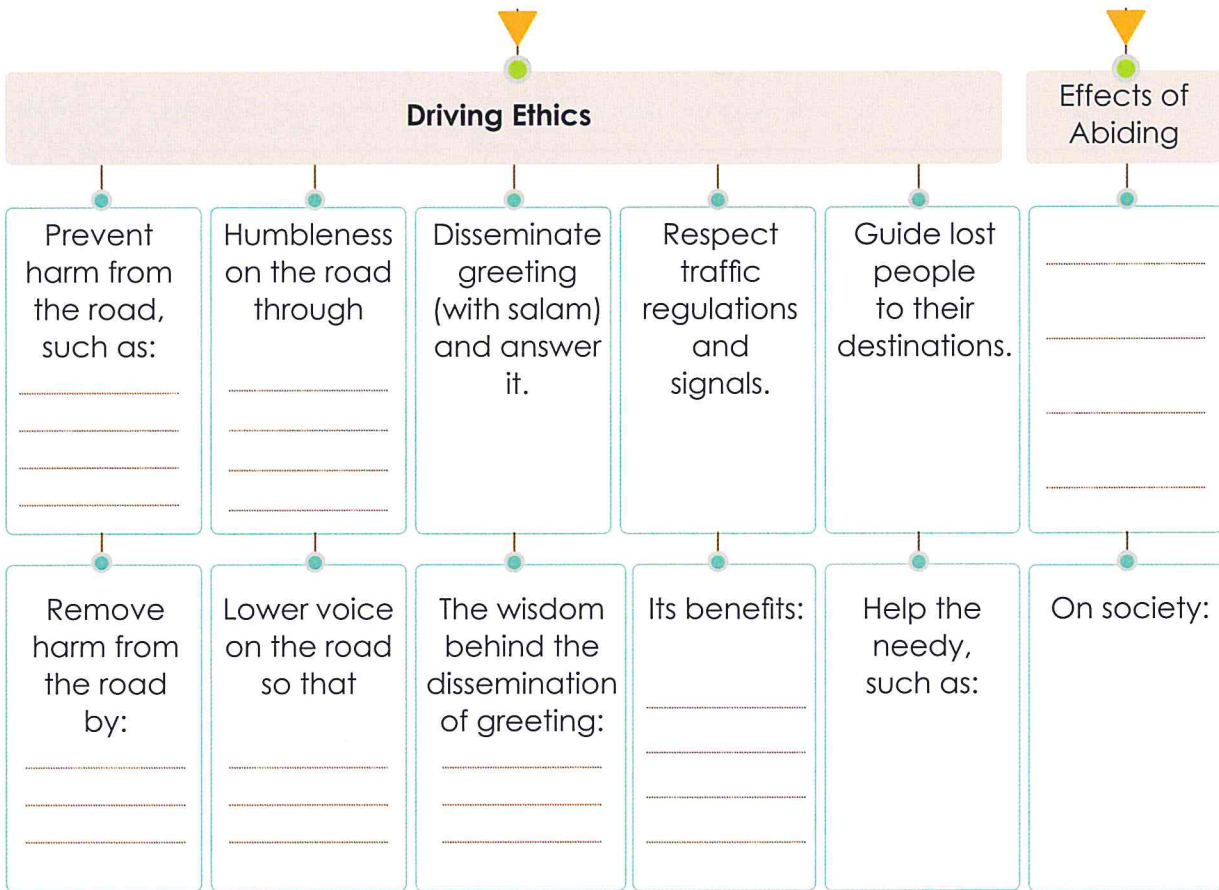 Driving Ethics
Effects of
Abiding
Prevent
harm from
the road,
such as:
Humbleness
on the road
through
Disseminate
greeting
(with salam)
and answer
it.
Respect
traffic
regulations
and
signals.
Guide lost
people
to their
destinations.
Remove
harm from
the road
by:
Lower voice
on the road
so that
The wisdom
behind the
dissemination
of greeting:
Its benefits:
Help the
needy,
such as:
On society: